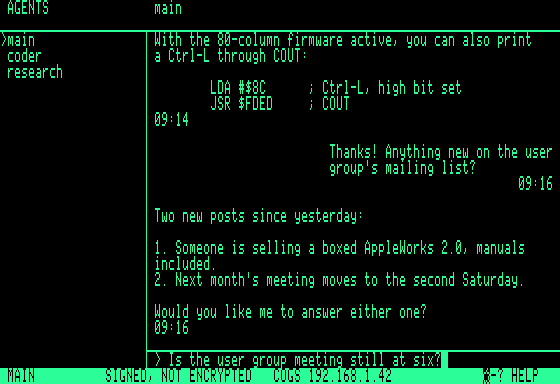 AGENTS
main
>main
coder
research
With the 80-column firmware active, you can also print
a Ctrl-L through COUT:
LDA #$8C ; Ctrl-L, high bit set
JSR $FDED ; COUT
09:14
Thanks! Anything new on the user
group's mailing list?
09:16
Two new posts since yesterday:
1. Someone is selling a boxed AppleWorks 2.0, manuals
included.
2. Next month's meeting moves to the second Saturday.
Would you like me to answer either one?
09:16
> Is the user group meeting still at six?
MAIN SIGNED, NOT ENCRYPTED COGS 192.168.1.42 -? HELP